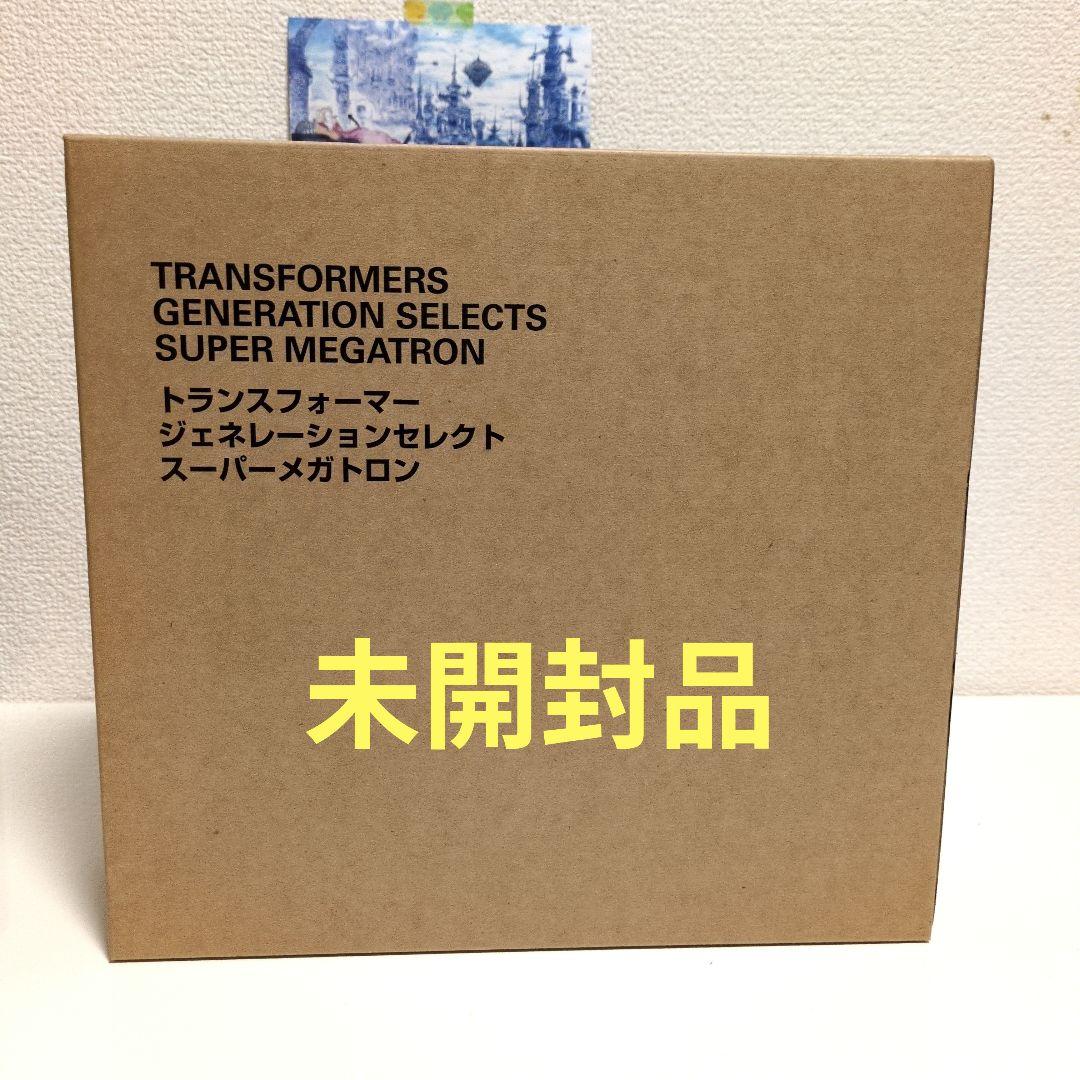 TRANSFORMERS
GENERATION SELECTS
SUPER MEGATRON
トランスフォーマー
ジェネレーションセレクト
スーパーメガトロン
未開封品